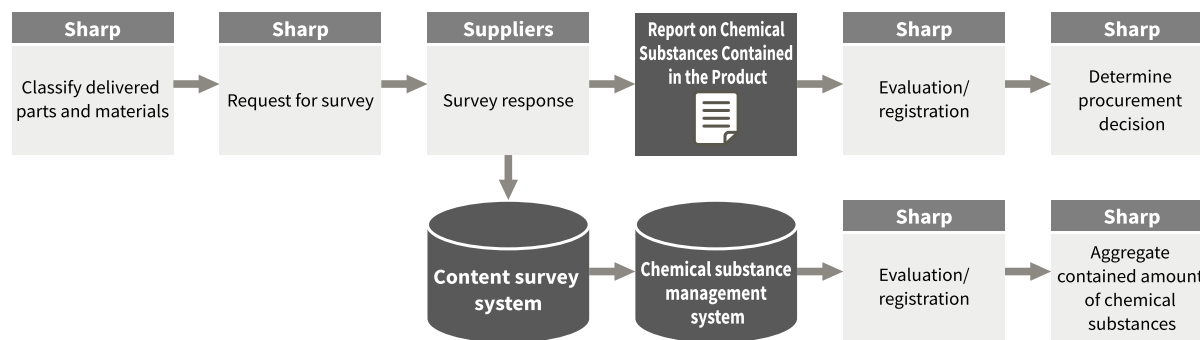 Sharp
Classify delivered
parts and materials
Sharp
Request for survey
Suppliers
Survey response
Report on Chemical
Substances Contained
in the Product
Sharp
Evaluation/
registration
Sharp
Determine
procurement
decision
Content survey
system
Chemical substance
management
system
Sharp
Evaluation/
registration
Sharp
Aggregate
contained amount
of chemical
substances